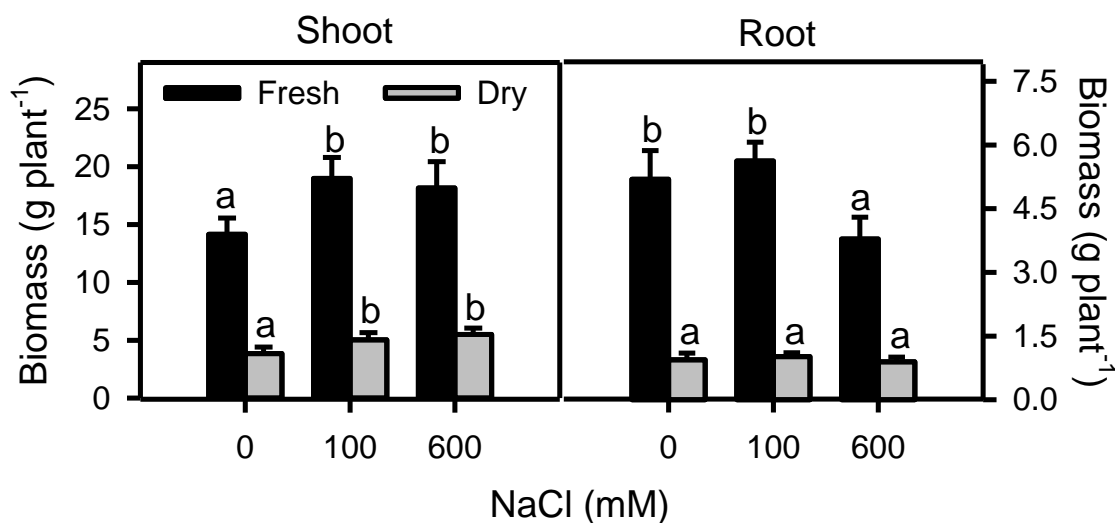 Shoot
Root
Fresh
Dry
Biomass (g plant⁻¹)
25
20
15
10
5
0
a
b
b
a
b
b
b
b
a
a
a
a
7.5
6.0
4.5
3.0
1.5
0.0
Biomass (g plant⁻¹)
0
100
600
0
100
600
NaCl (mM)